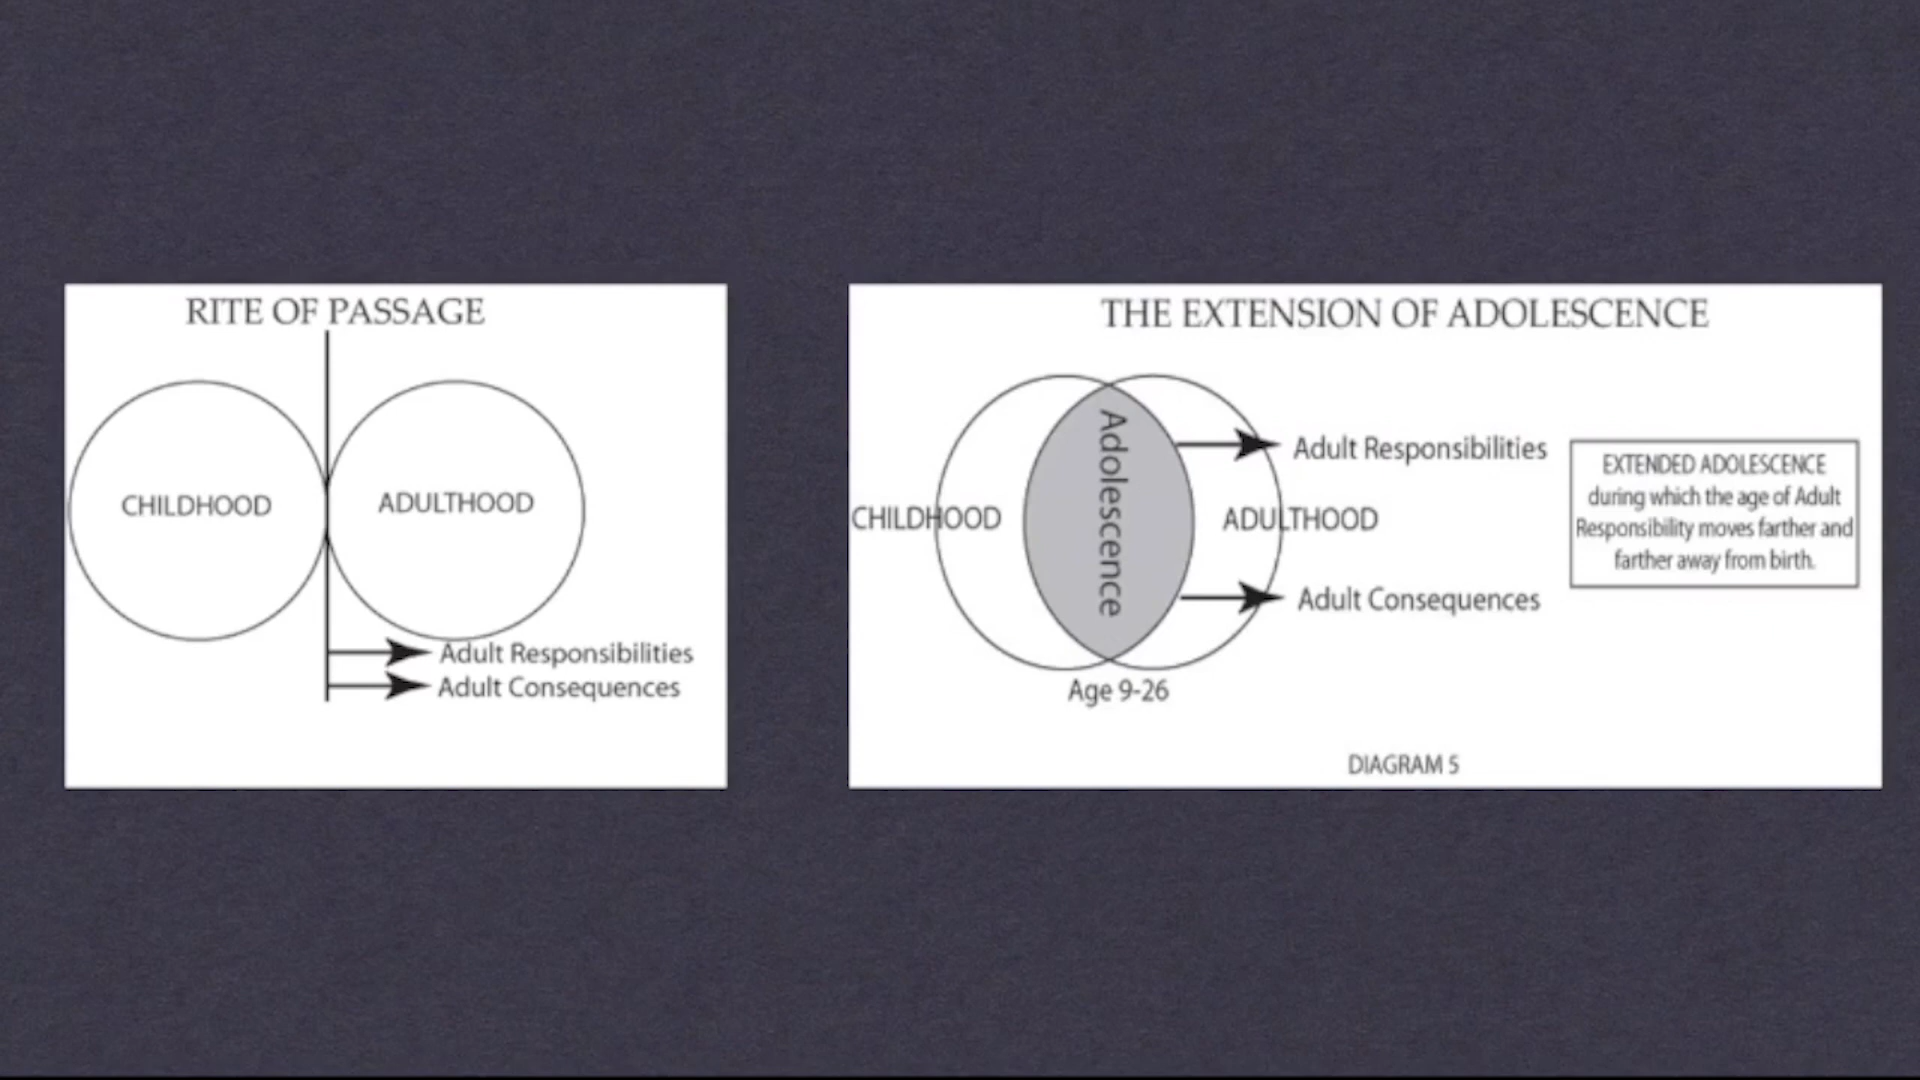 RITE OF PASSAGE
CHILDHOOD
ADULTHOOD
Adult Responsibilities
Adult Consequences
THE EXTENSION OF ADOLESCENCE
CHILDHOOD
Adolescence
ADULTHOOD
Adult Responsibilities
Adult Consequences
Age 9-26
EXTENDED ADOLESCENCE
during which the age of Adult
Responsibility moves farther and
farther away from birth.
DIAGRAM 5